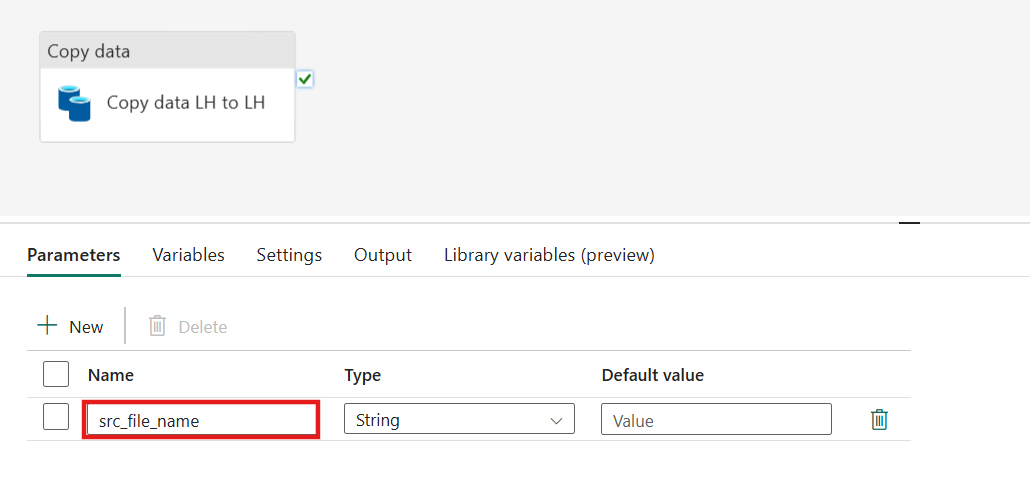 Copy data
Copy data LH to LH
Parameters Variables Settings Output Library variables (preview)
New Delete
Name Type Default value
src_file_name String Value